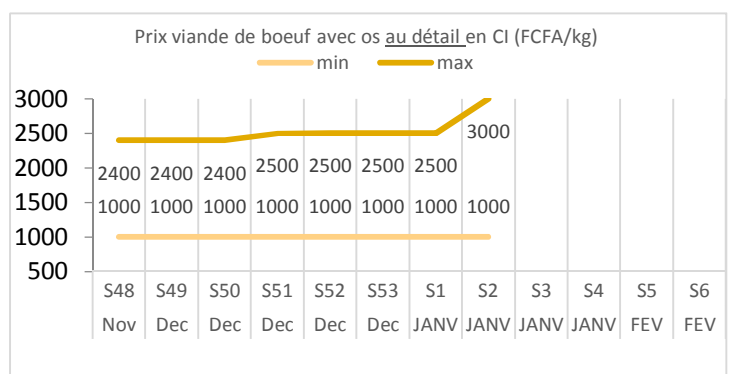 Prix viande de boeuf avec os au détail en CI (FCFA/kg)
min max
3000
2500
2000
1500
1000
500
2400 2400 2400 2500 2500 2500 2500 3000
1000 1000 1000 1000 1000 1000 1000 1000
S48 S49 S50 S51 S52 S53 S1 S2 S3 S4 S5 S6
Nov Dec Dec Dec Dec Dec JANV JANV JANV JANV FEV FEV